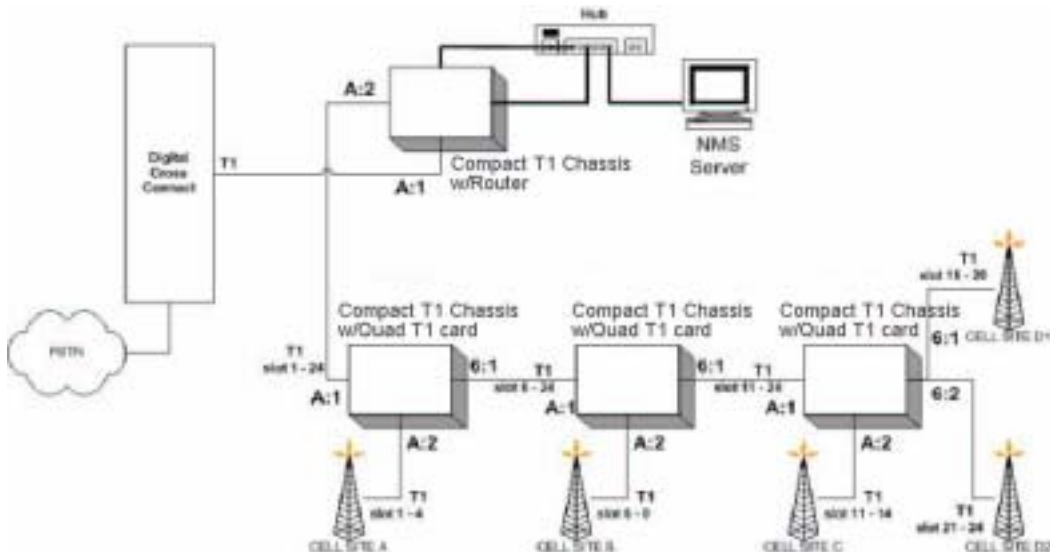 Hub
A:2
Digital
Cross
Connect
T1
A:1
Compact T1 Chassis
w/Router
NMS
Server
PSTN
T1
slot 1 - 24
A:1
Compact T1 Chassis
w/Quad T1 card
6:1
A:2
T1
slot 1 - 4
CELL SITE A
T1
slot 6 - 24
A:1
Compact T1 Chassis
w/Quad T1 card
6:1
A:2
T1
CELL SITE B
T1
slot 11 - 24
A:1
Compact T1 Chassis
w/Quad T1 card
A:2
T1
slot 11 - 14
CELL SITE C
T1
6:1
CELL SITE D1
6:2
T1
slot 21 - 24
CELL SITE D2